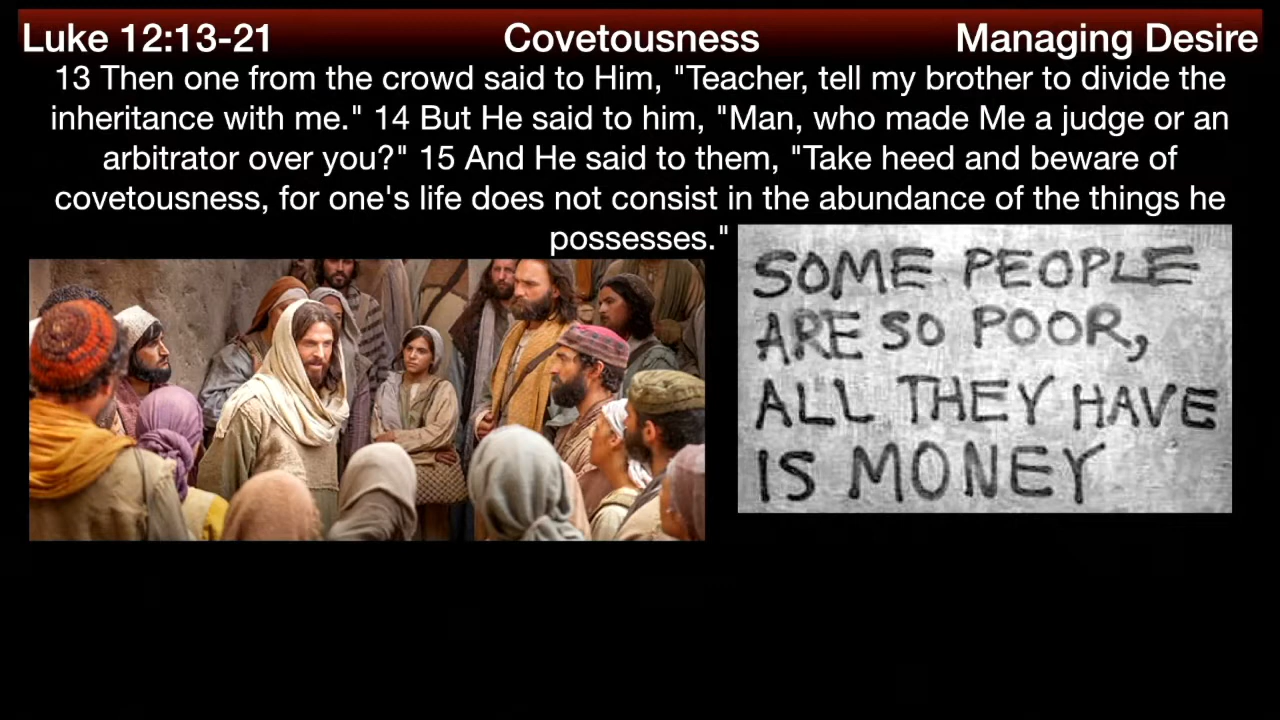 Luke 12:13-21 Covetousness Managing Desire
13 Then one from the crowd said to Him, "Teacher, tell my brother to divide the
inheritance with me." 14 But He said to him, "Man, who made Me a judge or an
arbitrator over you?" 15 And He said to them, "Take heed and beware of
covetousness, for one's life does not consist in the abundance of the things he
possesses."
SOME PEOPLE
ARE SO POOR,
ALL THEY HAVE
IS MONEY